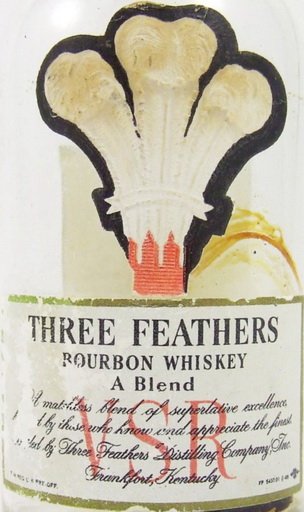 THREE FEATHERS
BOURBON WHISKEY
A Blend
VSR
A matchless blend of superlative excellence,
by those who know and appreciate the finest.
by Three Feathers Distilling Company, Inc.
Frankfort, Kentucky